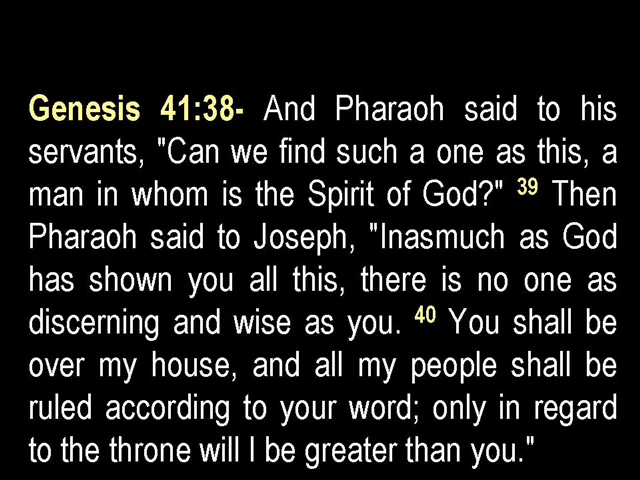 Genesis 41:38- And Pharaoh said to his
servants, "Can we find such a one as this, a
man in whom is the Spirit of God?" 39 Then
Pharaoh said to Joseph, "Inasmuch as God
has shown you all this, there is no one as
discerning and wise as you. 40 You shall be
over my house, and all my people shall be
ruled according to your word; only in regard
to the throne will I be greater than you."